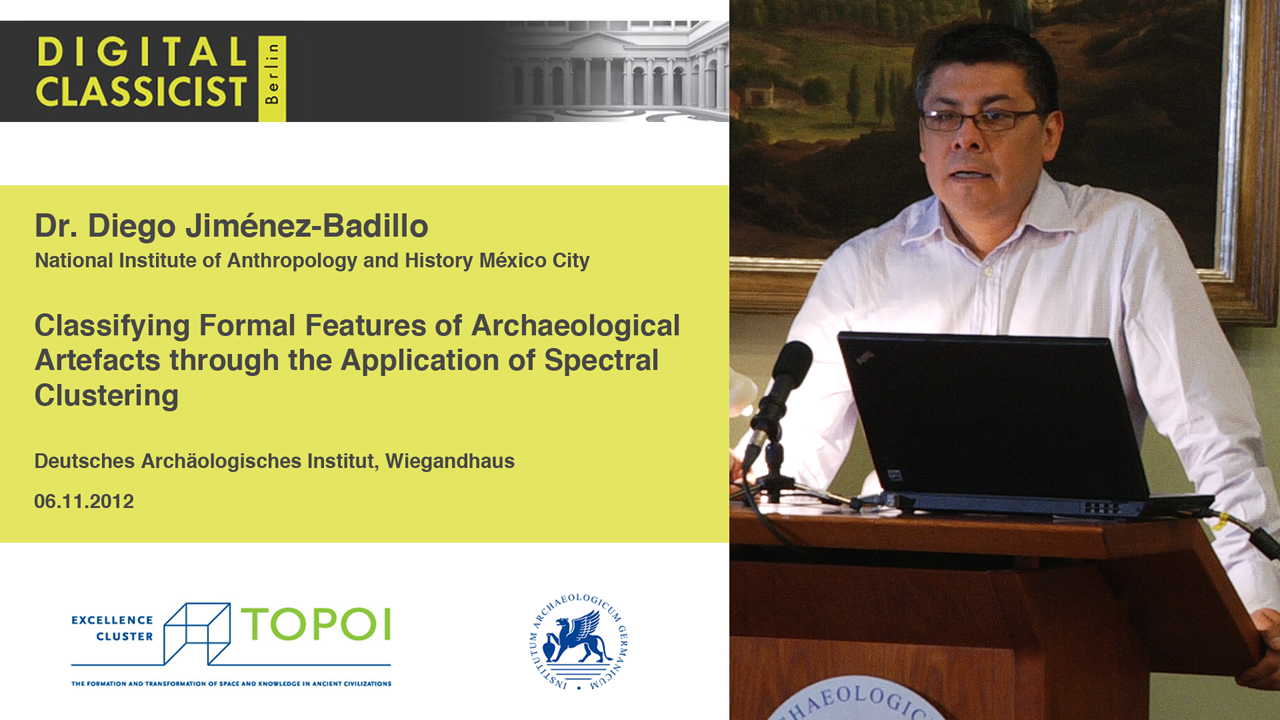 DIGITAL
CLASSICIST
Berlin
Dr. Diego Jiménez-Badillo
National Institute of Anthropology and History México City
Classifying Formal Features of Archaeological
Artefacts through the Application of Spectral
Clustering
Deutsches Archäologisches Institut, Wiegandhaus
06.11.2012
EXCELLENCE
CLUSTER
TOPOI
THE FORMATION AND TRANSFORMATION OF SPACE AND KNOWLEDGE IN ANCIENT CIVILIZATIONS
INSTITUTUM ARCHAEOLOGICUM GERMANICUM
HAEOLOGIC